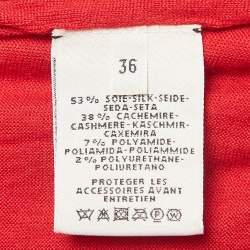 36
53% SOIE-SILK-SEIDE-
SEDA-SETA
38% CACHEMIRE-
CASHMERE-KASCHMIR-
CAXEMIRA
7% POLYAMIDE-
POLIAMIDA-POLIAMMIDE
2% POLYURETHANE-
POLIURETANO
PROTEGER LES
ACCESSOIRES AVANT
ENTRETIEN